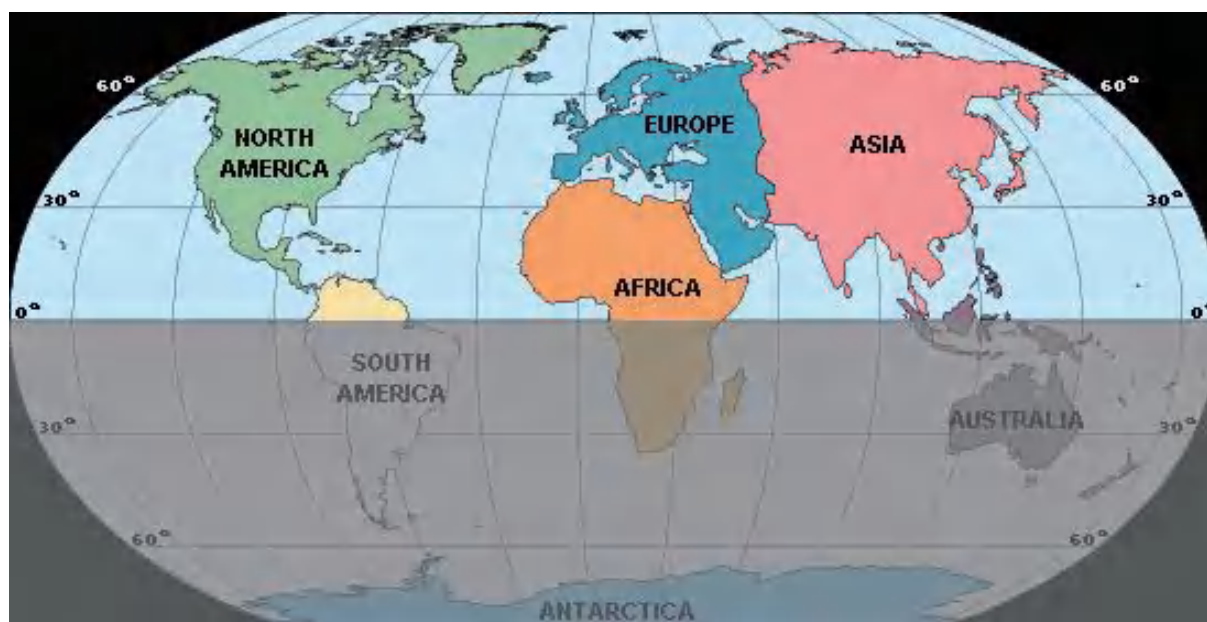 60°
60°
NORTH
AMERICA
EUROPE
ASIA
30°
30°
AFRICA
0°
0°
SOUTH
AMERICA
AUSTRALIA
30°
30°
60°
60°
ANTARCTICA